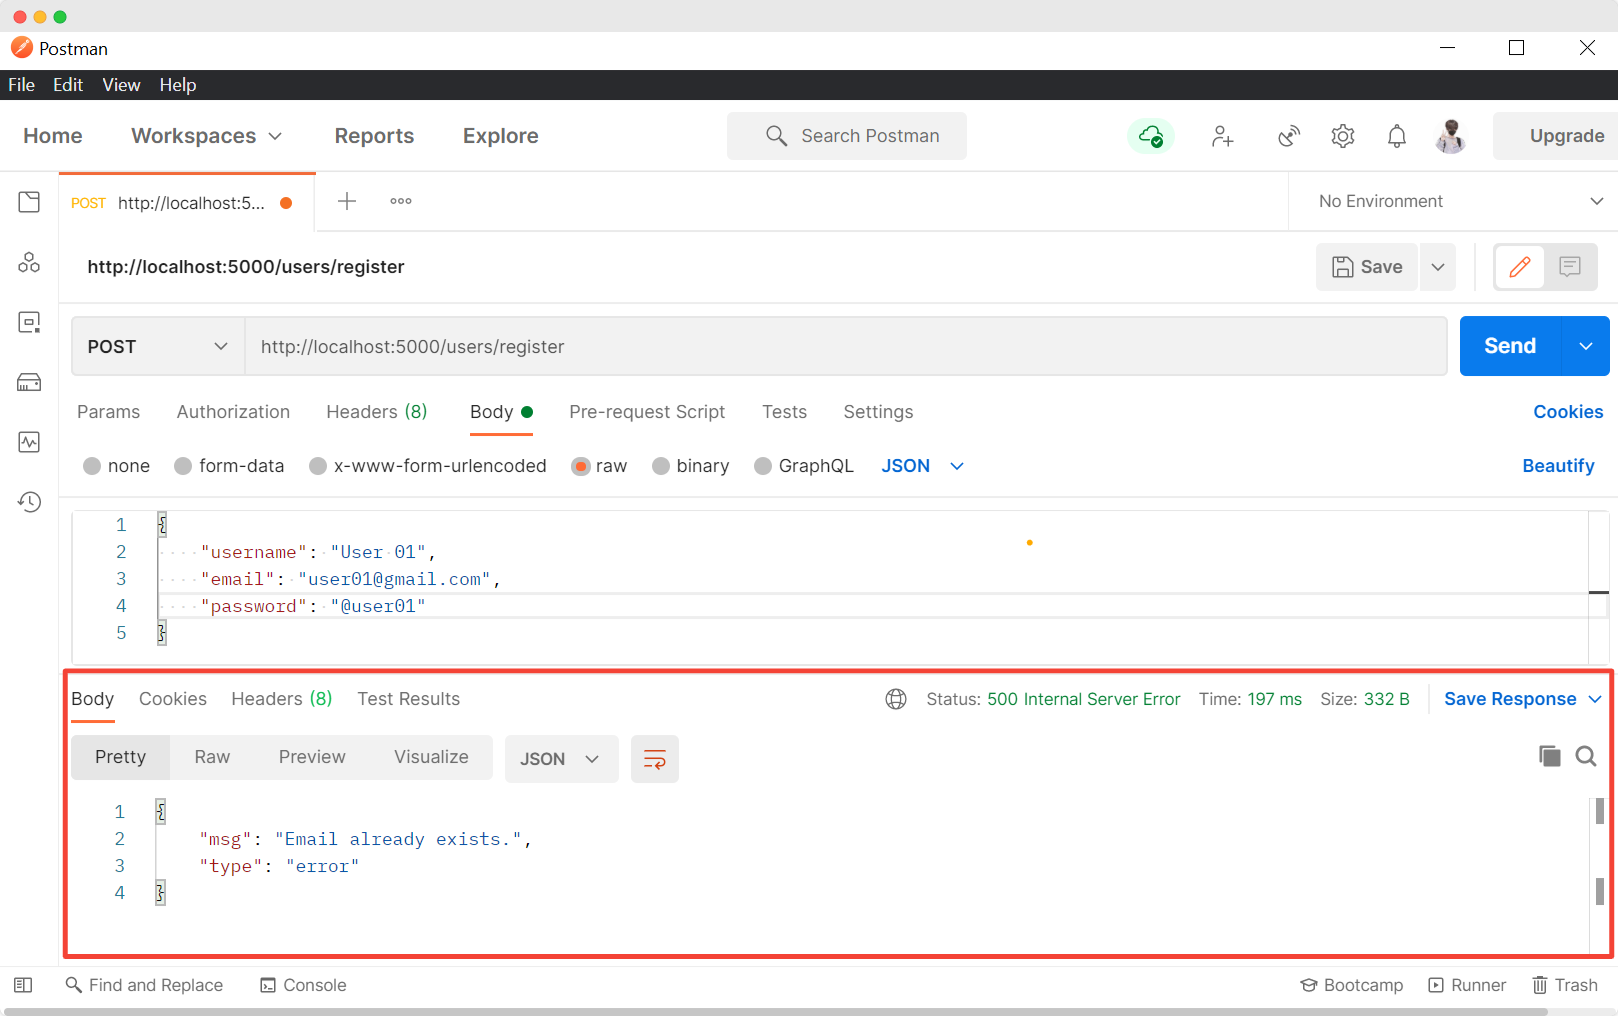 Postman
File Edit View Help
Home Workspaces Reports Explore Search Postman Upgrade
POST http://localhost:5... No Environment
http://localhost:5000/users/register Save
POST http://localhost:5000/users/register Send
Params Authorization Headers (8) Body Pre-request Script Tests Settings Cookies
none form-data x-www-form-urlencoded raw binary GraphQL JSON Beautify
1 {
2 "username": "User 01",
3 "email": "user01@gmail.com",
4 "password": "@user01"
5 }
Body Cookies Headers (8) Test Results Status: 500 Internal Server Error Time: 197 ms Size: 332 B Save Response
Pretty Raw Preview Visualize JSON
1 {
2 "msg": "Email already exists.",
3 "type": "error"
4 }
Find and Replace Console Bootcamp Runner Trash